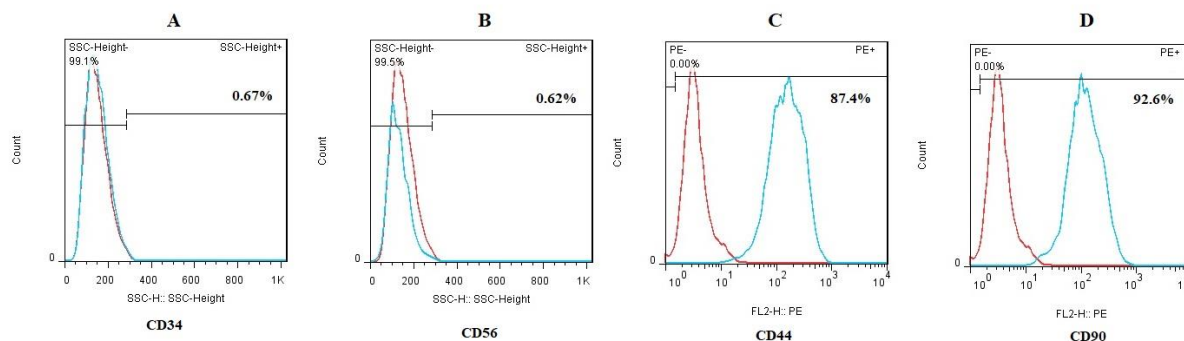 A
SSC-Height-
SSC-Height+
99.1%
0.67%
Count
0
0 200 400 600 800 1K
SSC-H:: SSC-Height
CD34
B
SSC-Height-
SSC-Height+
99.5%
0.62%
Count
0
0 200 400 600 800 1K
SSC-H:: SSC-Height
CD56
C
PE-
PE+
0.00%
87.4%
Count
0
10^0 10^1 10^2 10^3 10^4
FL2-H:: PE
CD44
D
PE-
PE+
0.00%
92.6%
Count
0
10^0 10^1 10^2 10^3
FL2-H:: PE
CD90